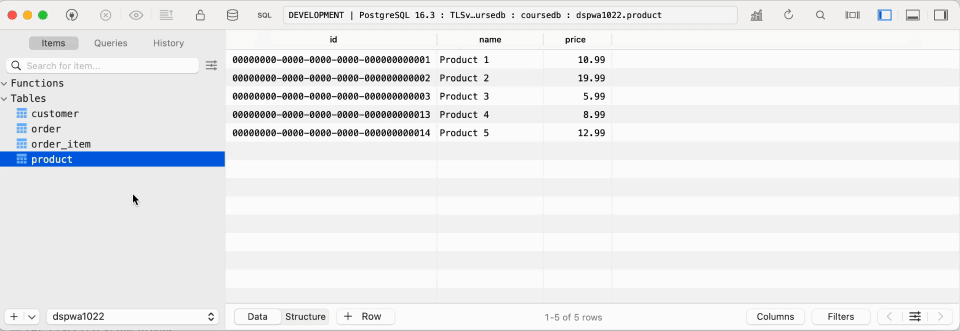 SQL DEVELOPMENT | PostgreSQL 16.3 : TLSv…ursedb : coursedb : dspwa1022.product
Items Queries History
Search for item...
Functions
Tables
customer
order
order_item
product
id name price
00000000-0000-0000-0000-000000000001 Product 1 10.99
00000000-0000-0000-0000-000000000002 Product 2 19.99
00000000-0000-0000-0000-000000000003 Product 3 5.99
00000000-0000-0000-0000-000000000013 Product 4 8.99
00000000-0000-0000-0000-000000000014 Product 5 12.99
dspwa1022 Data Structure + Row 1-5 of 5 rows Columns Filters